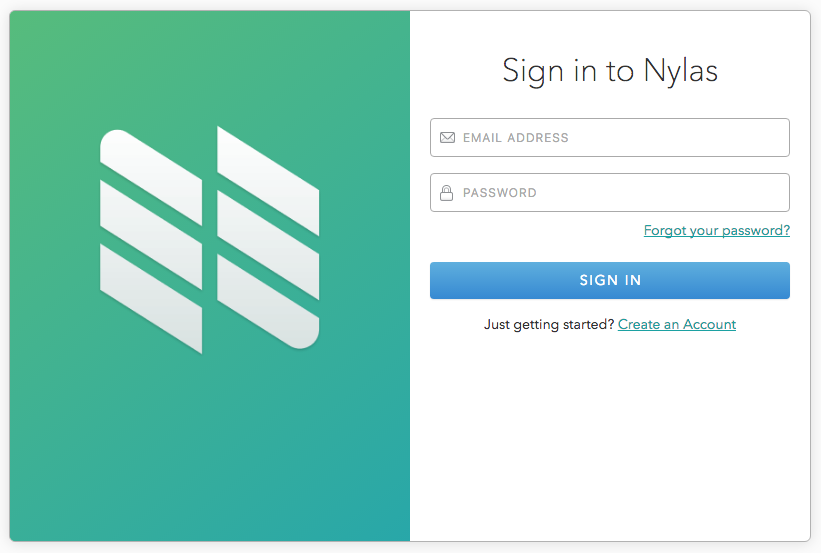 Sign in to Nylas
EMAIL ADDRESS
PASSWORD
Forgot your password?
SIGN IN
Just getting started? Create an Account